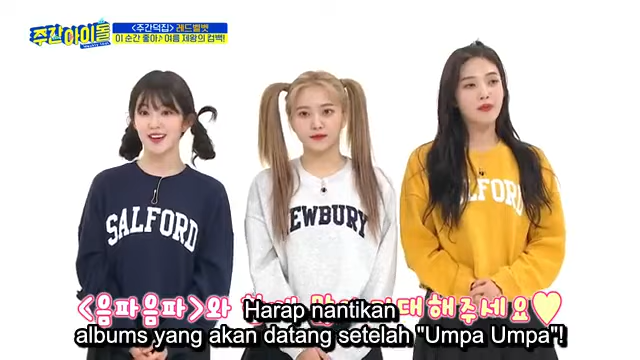 주간아이돌
<주간덕집> 레드벨벳
이 순간 좋아♪ 여름 제왕의 컴백!
SALFORD
NEWBURY
ALFORD
<음파음파>와 해주세요♡
Harap nantikan
albums yang akan datang setelah "Umpa Umpa"!